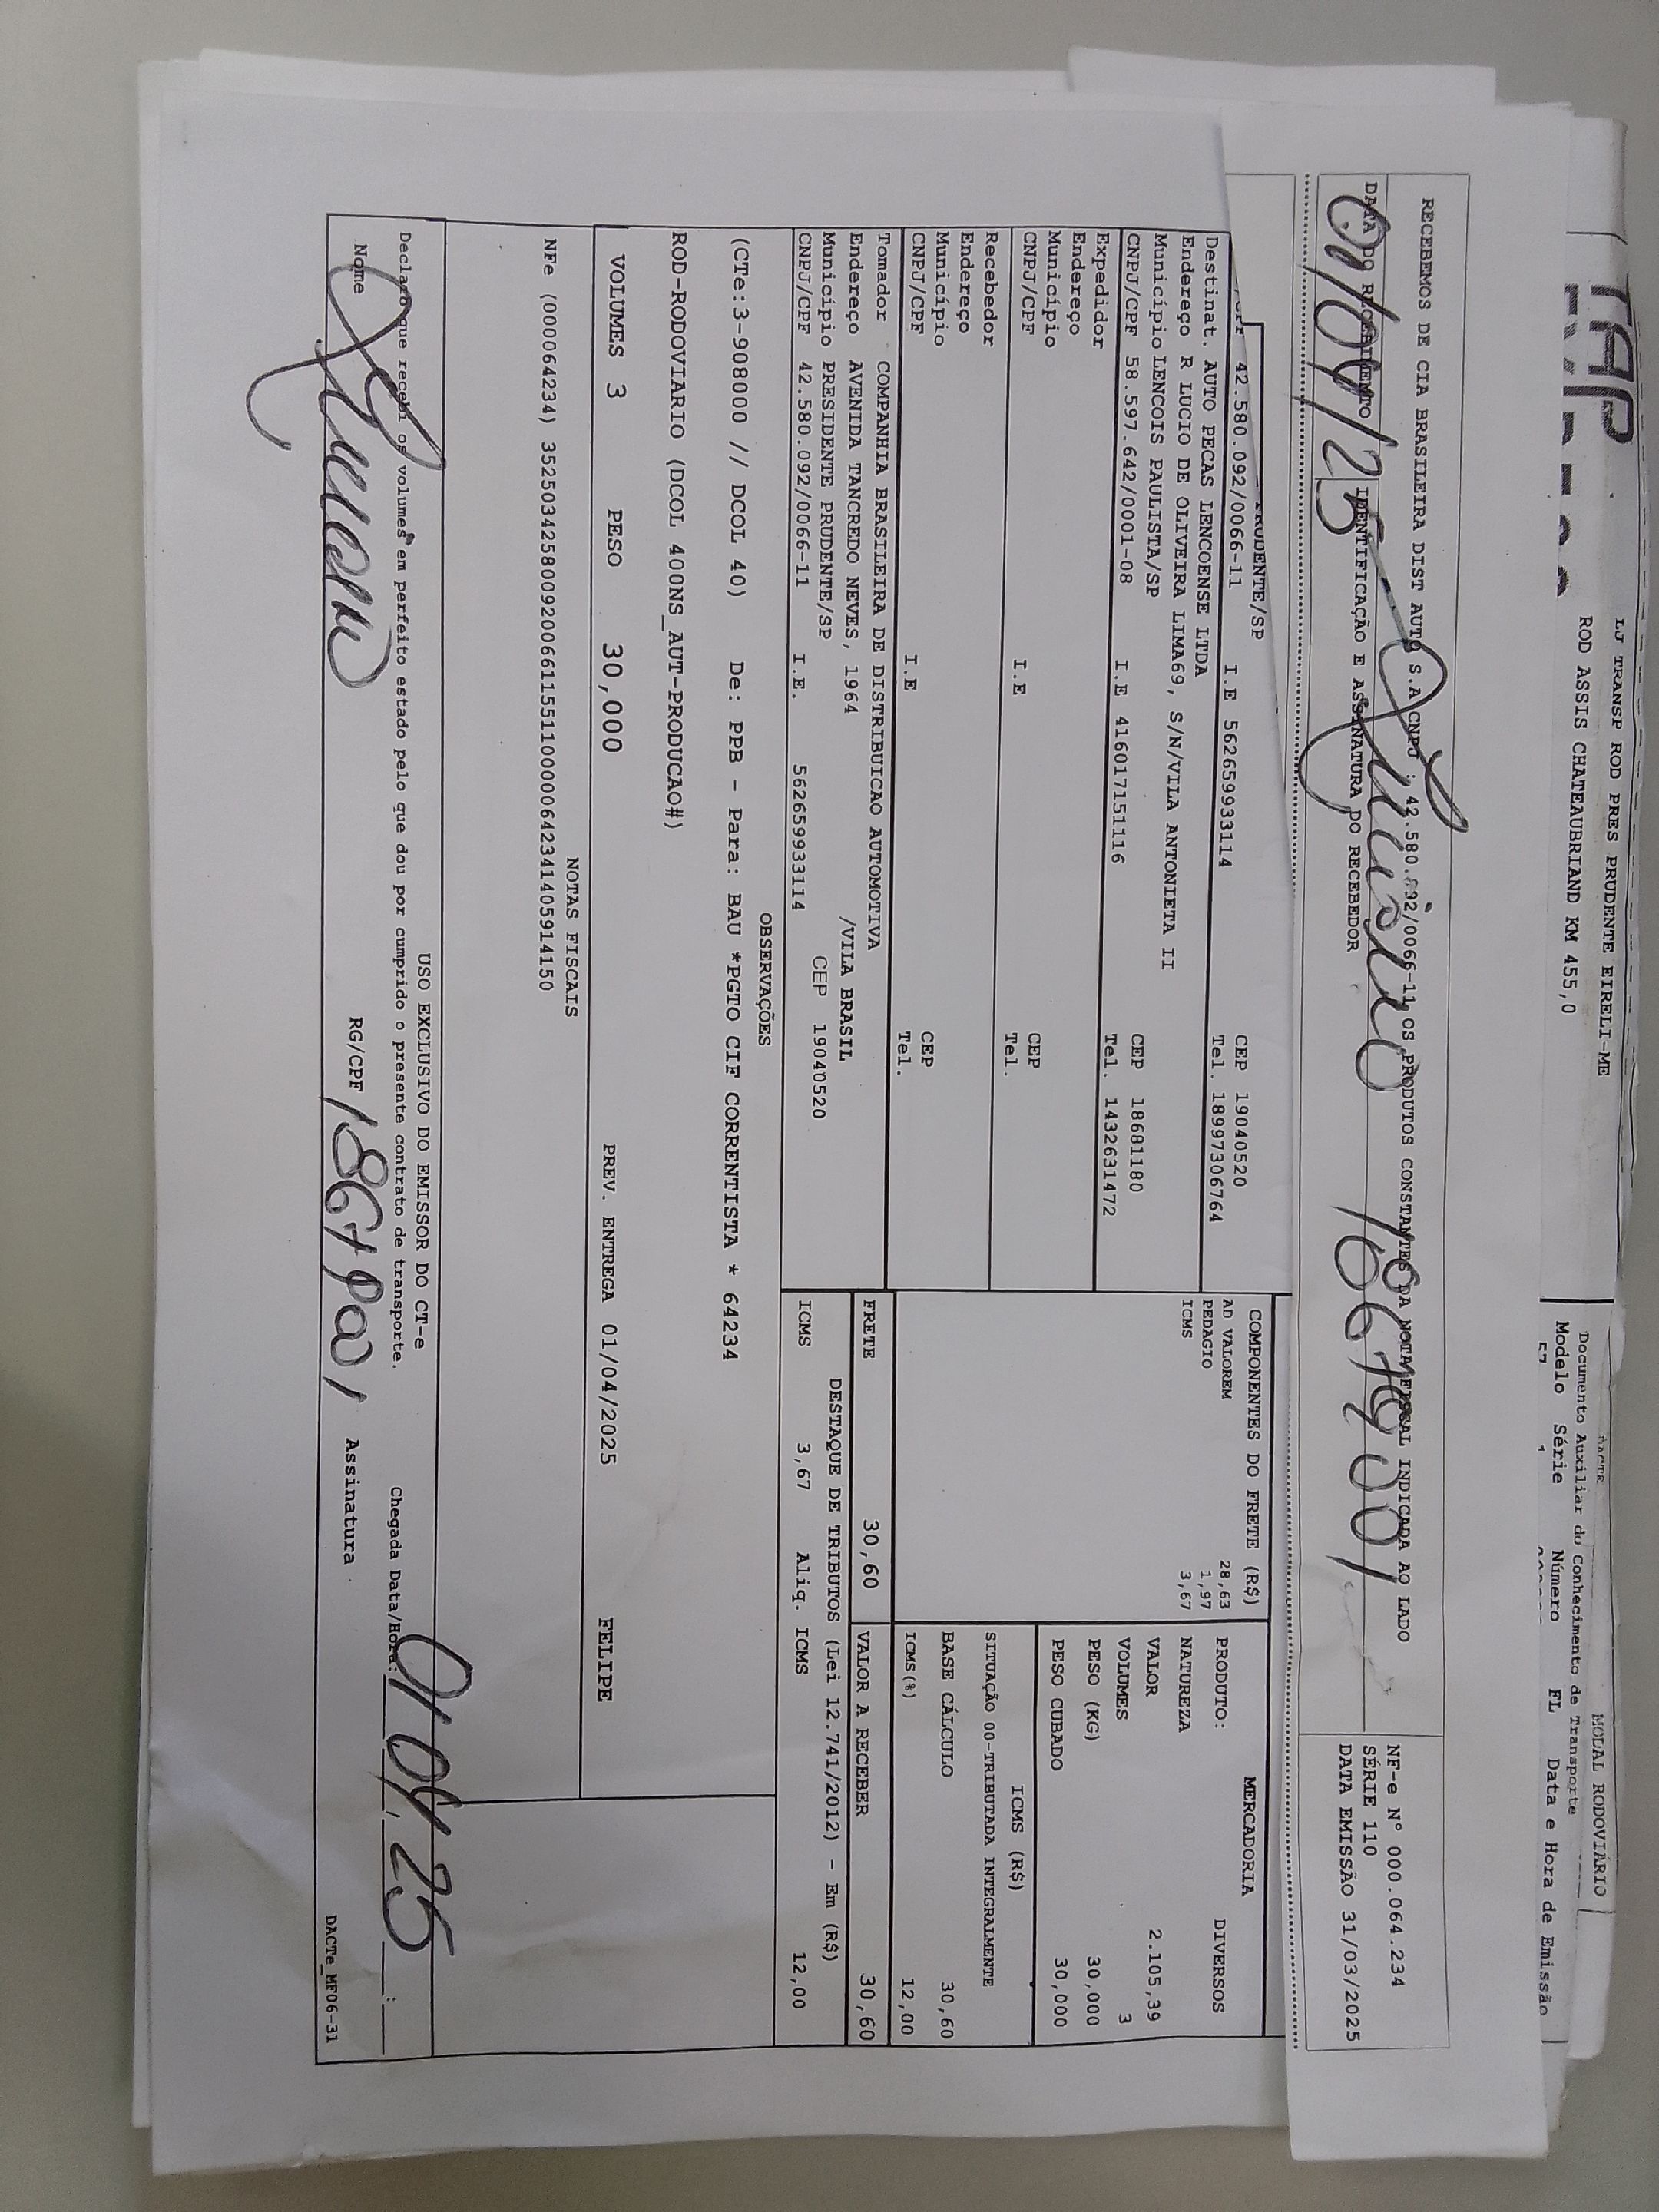 TAP
LJ TRANSP ROD PRES PRUDENTE EIRELI-ME
ROD ASSIS CHATEAUBRIAND KM 455,0
DACTE
Documento Auxiliar do Conhecimento de Transporte
MODAL RODOVIÁRIO
Modelo Série Número FL Data e Hora de Emissão
57 1
RECEBEMOS DE CIA BRASILEIRA DIST AUTO S.A CNPJ : 42.580.092/0066-11, OS PRODUTOS CONSTANTES DA NOTA FISCAL INDICADA AO LADO
DATA DO RECEBIMENTO
IDENTIFICAÇÃO E ASSINATURA DO RECEBEDOR
01/04/25
NF-e N° 000.064.234
SÉRIE 110
DATA EMISSÃO 31/03/2025
PRUDENTE/SP
42.580.092/0066-11 I.E 562659933114
CEP 19040520
Tel. 18997306764
Destinat. AUTO PECAS LENCOENSE LTDA
Endereço R LUCIO DE OLIVEIRA LIMA69, S/N/VILA ANTONIETA II
Município LENCOIS PAULISTA/SP
CEP 18681180
CNPJ/CPF 58.597.642/0001-08 I.E 416017151116
Tel. 1432631472
Expedidor
Endereço
Município
CEP
CNPJ/CPF I.E
Tel.
Recebedor
Endereço
Município
CEP
CNPJ/CPF I.E
Tel.
Tomador COMPANHIA BRASILEIRA DE DISTRIBUICAO AUTOMOTIVA
Endereço AVENIDA TANCREDO NEVES, 1964 /VILA BRASIL
Município PRESIDENTE PRUDENTE/SP CEP 19040520
CNPJ/CPF 42.580.092/0066-11 I.E. 562659933114
COMPONENTES DO FRETE (R$)
AD VALOREM 28,63
PEDAGIO 1,97
ICMS 3,67
FRETE 30,60
MERCADORIA
PRODUTO: DIVERSOS
NATUREZA
VALOR 2.105,39
VOLUMES 3
PESO (KG) 30,000
PESO CUBADO 30,000
ICMS (R$)
SITUAÇÃO 00-TRIBUTADA INTEGRALMENTE
BASE CÁLCULO 30,60
ICMS(%) 12,00
VALOR A RECEBER 30,60
DESTAQUE DE TRIBUTOS (Lei 12.741/2012) - Em (R$)
ICMS 3,67 Aliq. ICMS 12,00
OBSERVAÇÕES
(CTe:3-908000 // DCOL 40) De: PPB - Para: BAU *PGTO CIF CORRENTISTA * 64234
ROD-RODOVIARIO (DCOL 400NS_AUT-PRODUCAO#)
VOLUMES 3 PESO 30,000 PREV. ENTREGA 01/04/2025 FELIPE
NOTAS FISCAIS
NFe (000064234) 35250342580092006611551100000642341405914150
USO EXCLUSIVO DO EMISSOR DO CT-e
Declaro que recebi os volumes em perfeito estado pelo que dou por cumprido o presente contrato de transporte.
Chegada Data/Hora: 01/04/25
Nome RG/CPF Assinatura
DACTe_MF06-31